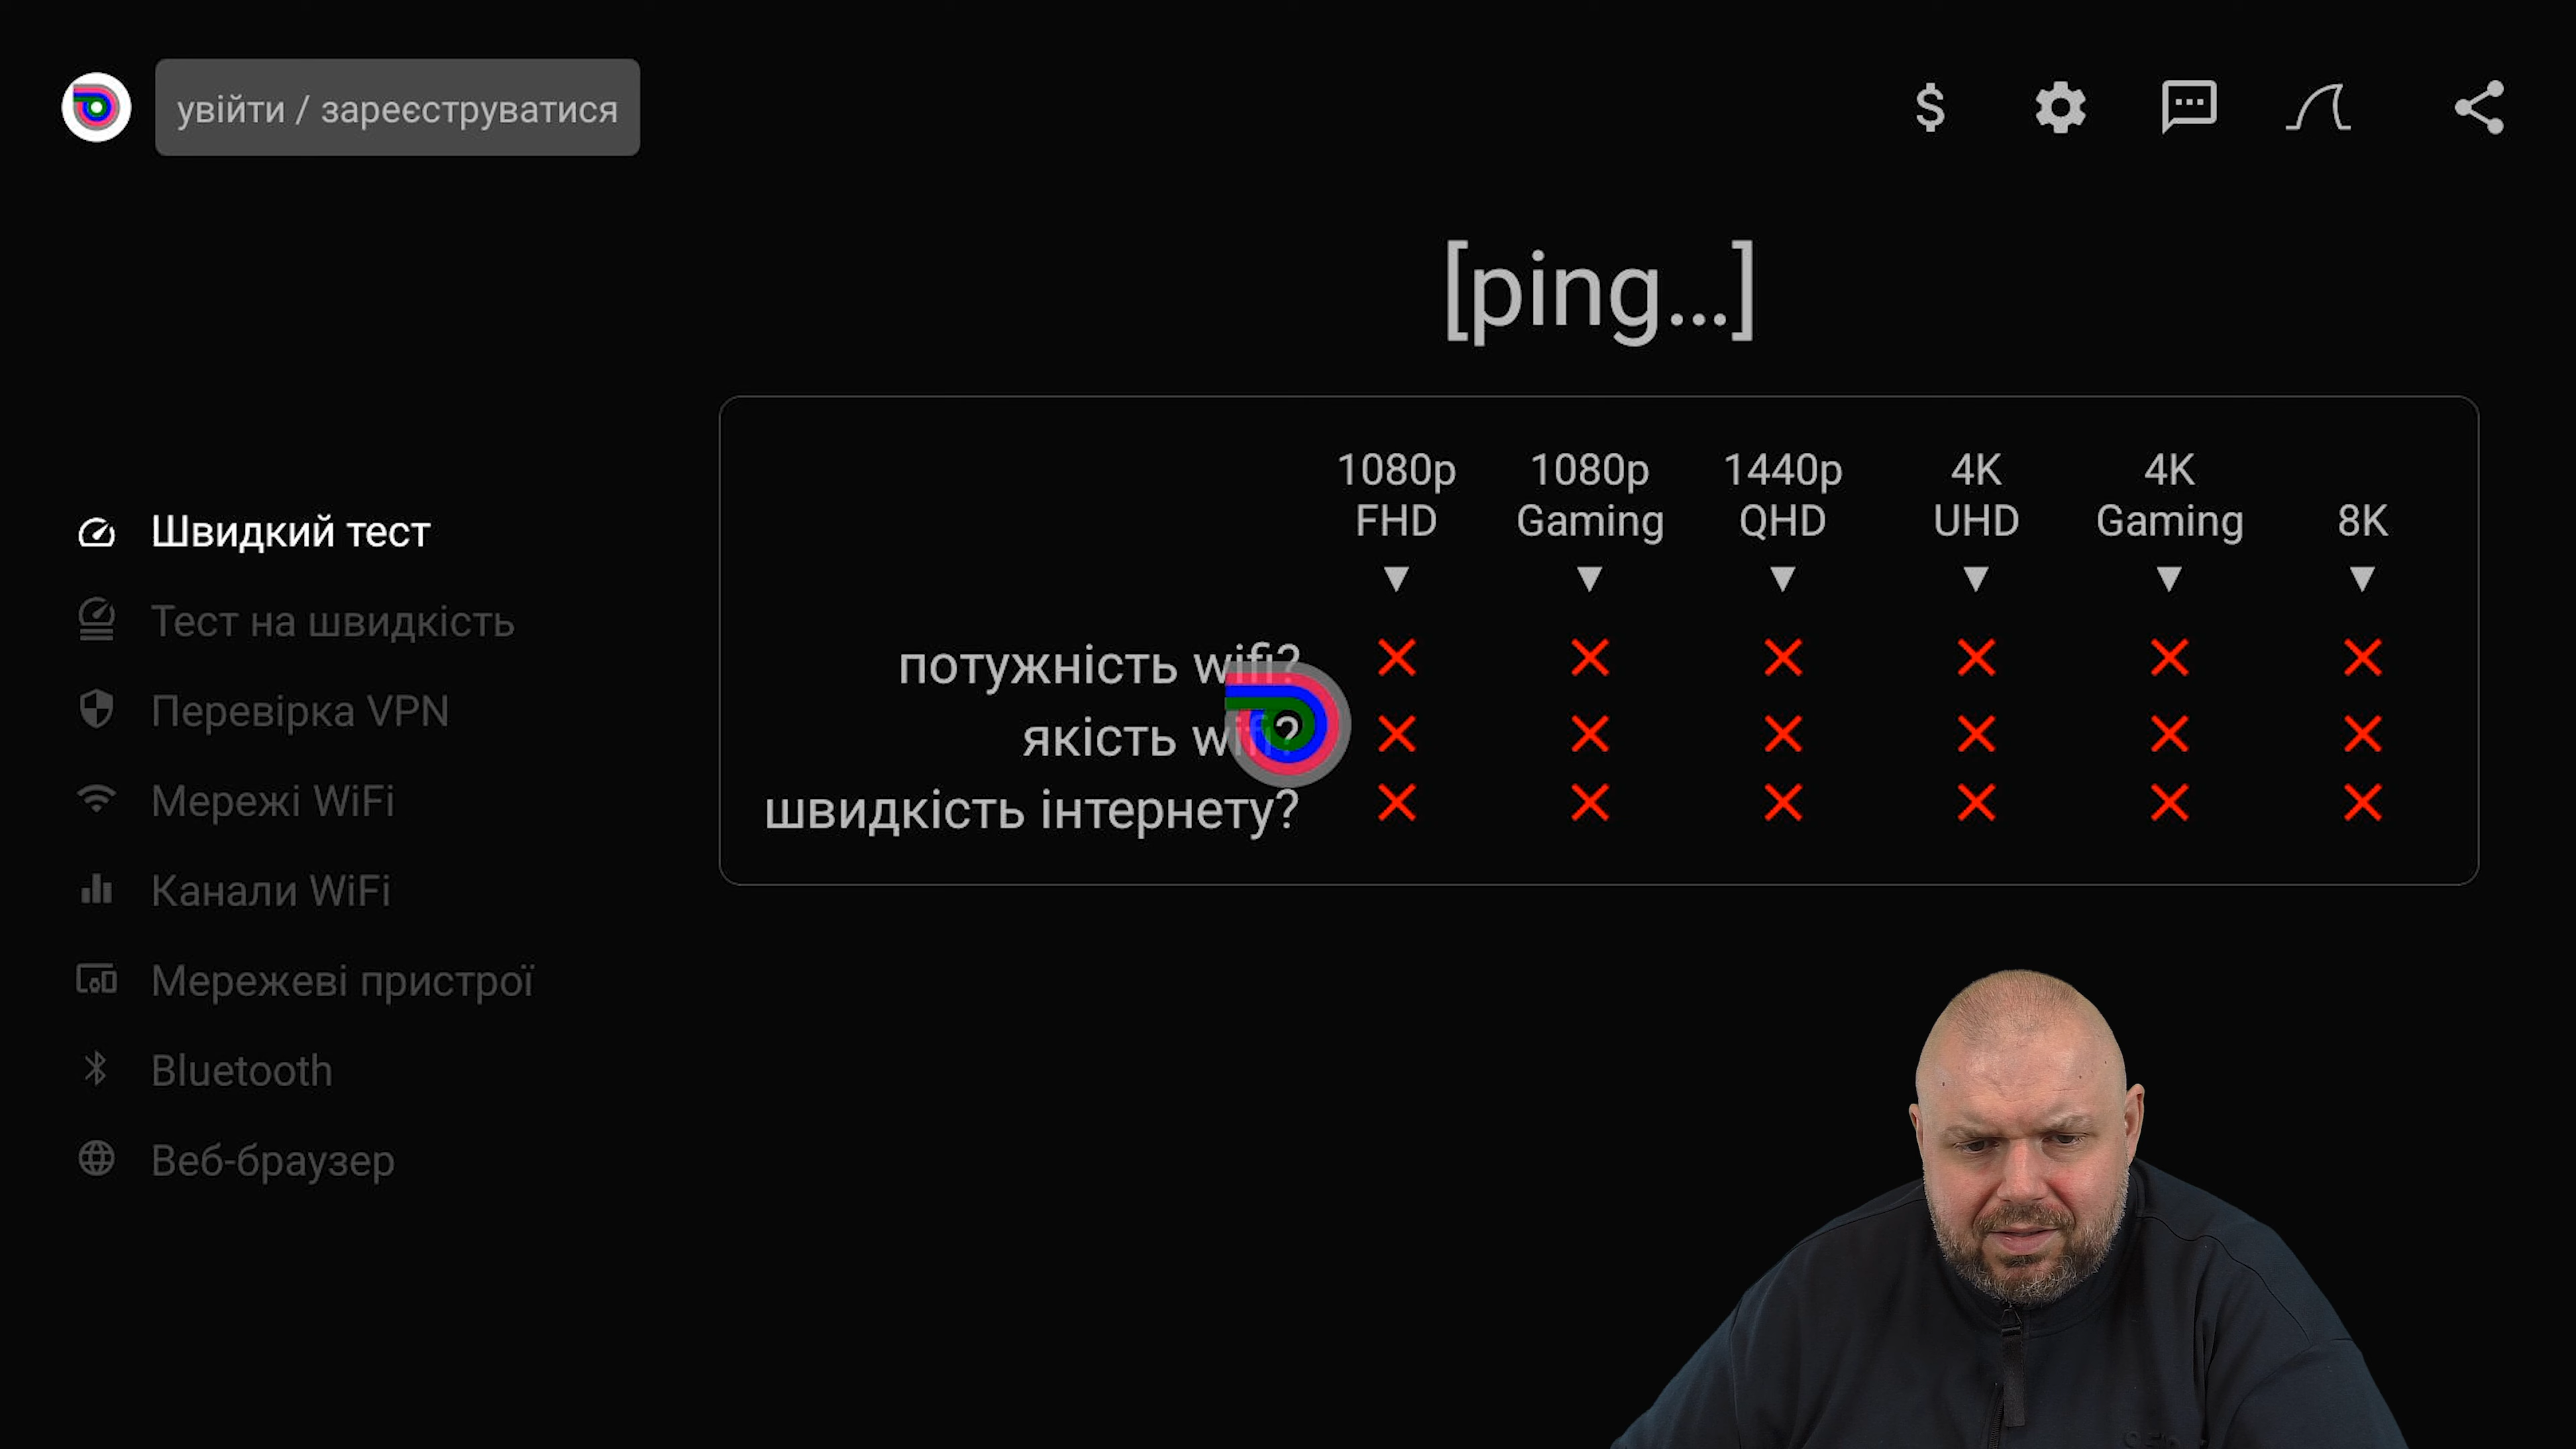 увійти / зареєструватися
$
[ping...]
1080p 1080p 1440p 4K 4K
FHD Gaming QHD UHD Gaming 8K
Швидкий тест
Тест на швидкість
Перевірка VPN
Мережі WiFi
Канали WiFi
Мережеві пристрої
Bluetooth
Веб-браузер
потужність wifi?
якість wifi?
швидкість інтернету?